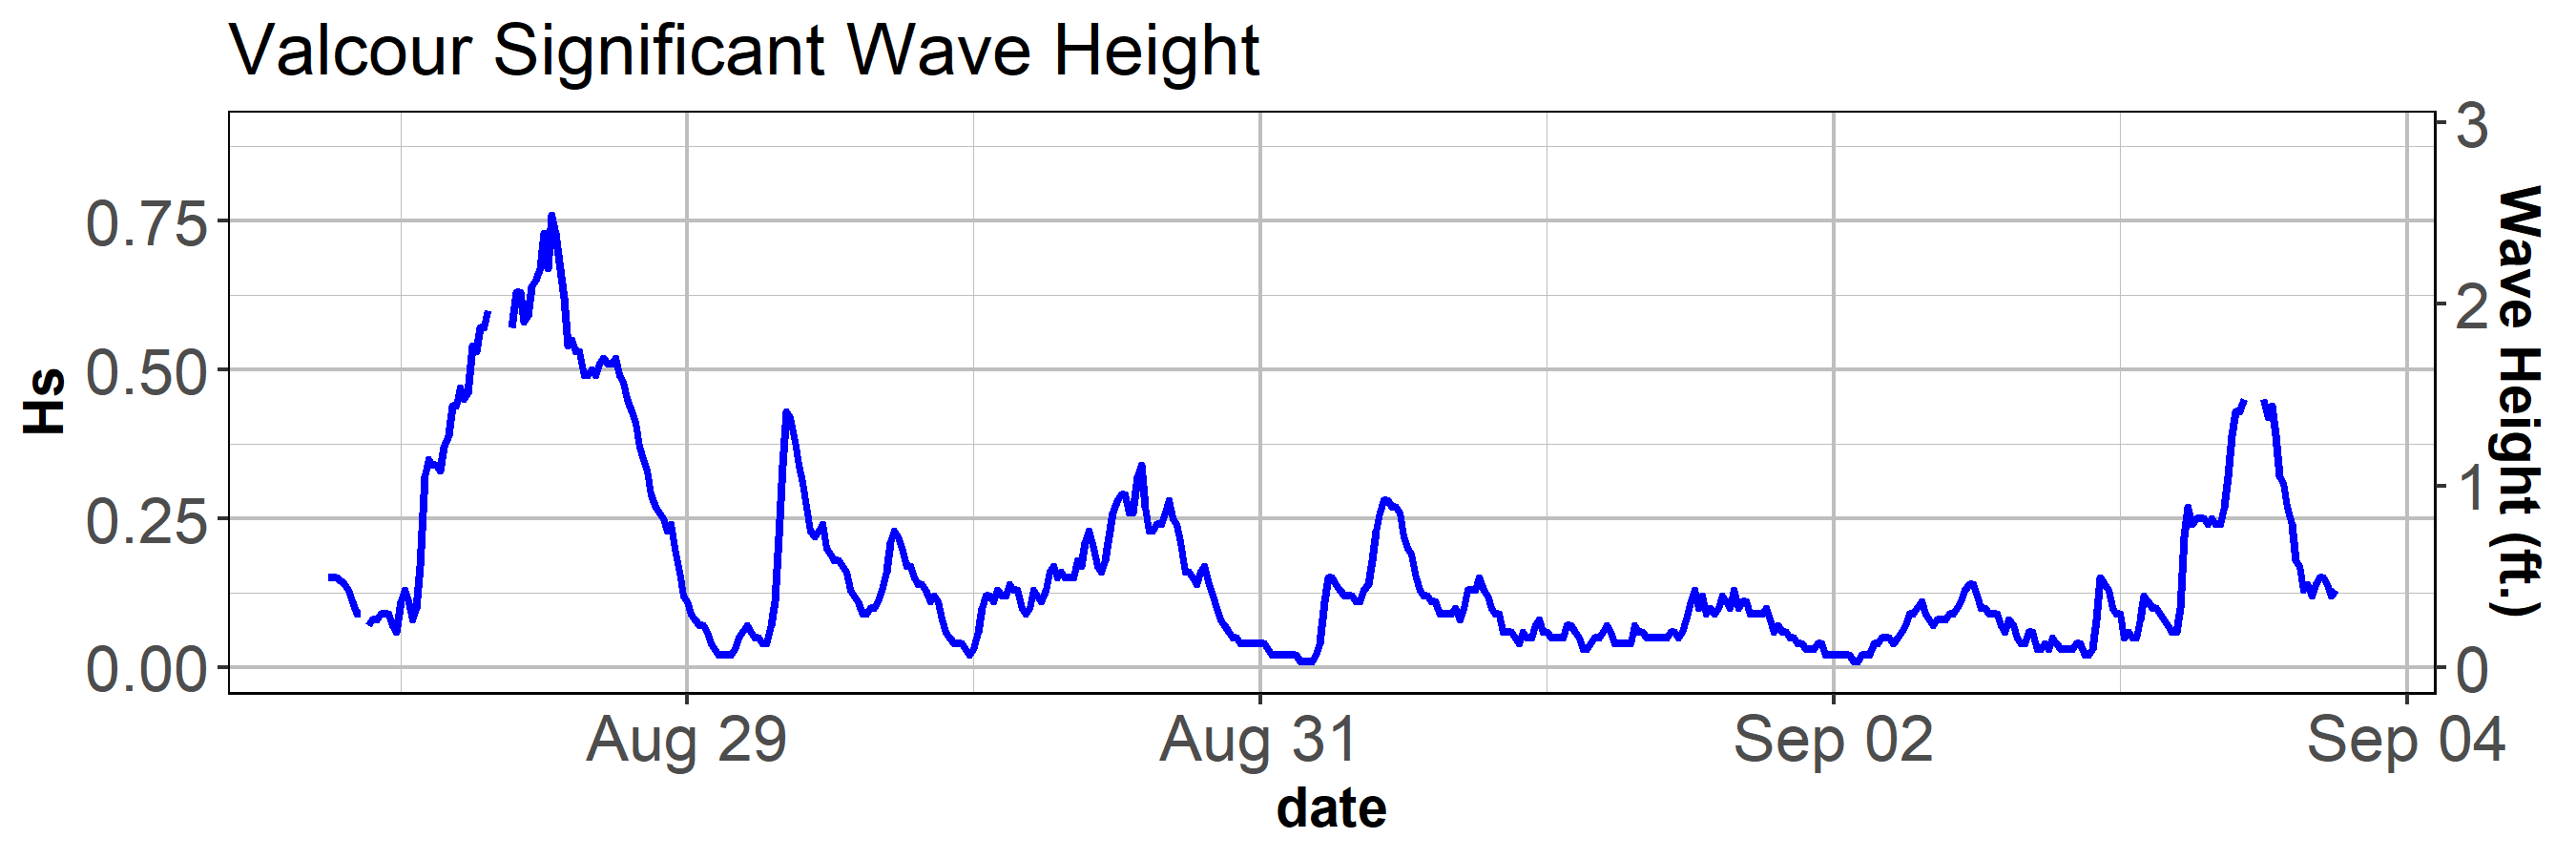 Valcour Significant Wave Height
3
0.75
2
0.50
1
0.25
0.00
0
Hs
Wave Height (ft.)
Aug 29
Aug 31
Sep 02
Sep 04
date